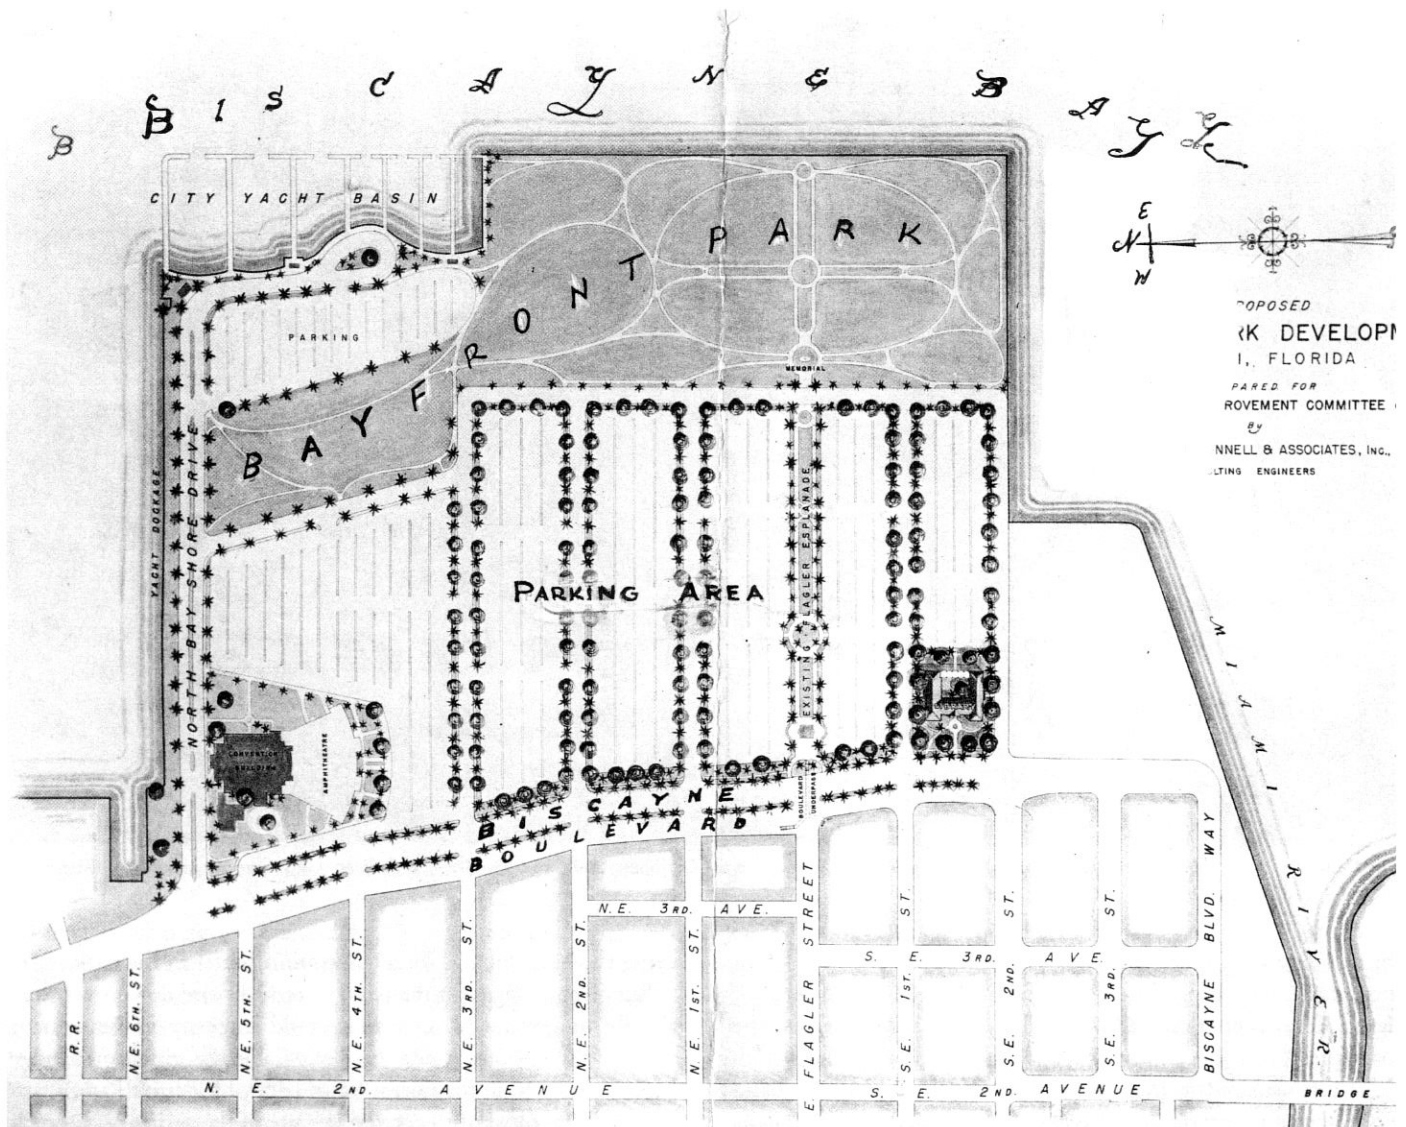 B
BISCAYNE BAY
CITY YACHT BASIN
E
N
W
PARKING
BAYFRONT PARK
MEMORIAL
OPOSED
RK DEVELOPM
I, FLORIDA
PARED FOR
ROVEMENT COMMITTEE
By
NNELL & ASSOCIATES, INC.,
LTING ENGINEERS
YACHT DOCKAGE
NORTH BAY SHORE DRIVE
EXISTING FLAGLER ESPLANADE
PARKING AREA
MIAMI RIVER
CONVENTION
BUILDING
AMPHITHEATRE
BISCAYNE
BOULEVARD
BOULEVARD
UNDERPASS
N.E. 3RD. AVE.
S. E. 3RD. AVE.
R.R.
N.E. 6TH. ST.
N.E. 5TH. ST.
N.E. 4TH ST.
N.E. 3RD. ST.
N.E. 2ND. ST.
N.E. 1ST. ST.
E. FLAGLER STREET
S.E. 1ST. ST.
S.E. 2ND. ST.
S.E. 3RD. ST.
BISCAYNE BLVD. WAY
N. E. 2ND. AVENUE
S. E. 2ND. AVENUE
BRIDGE